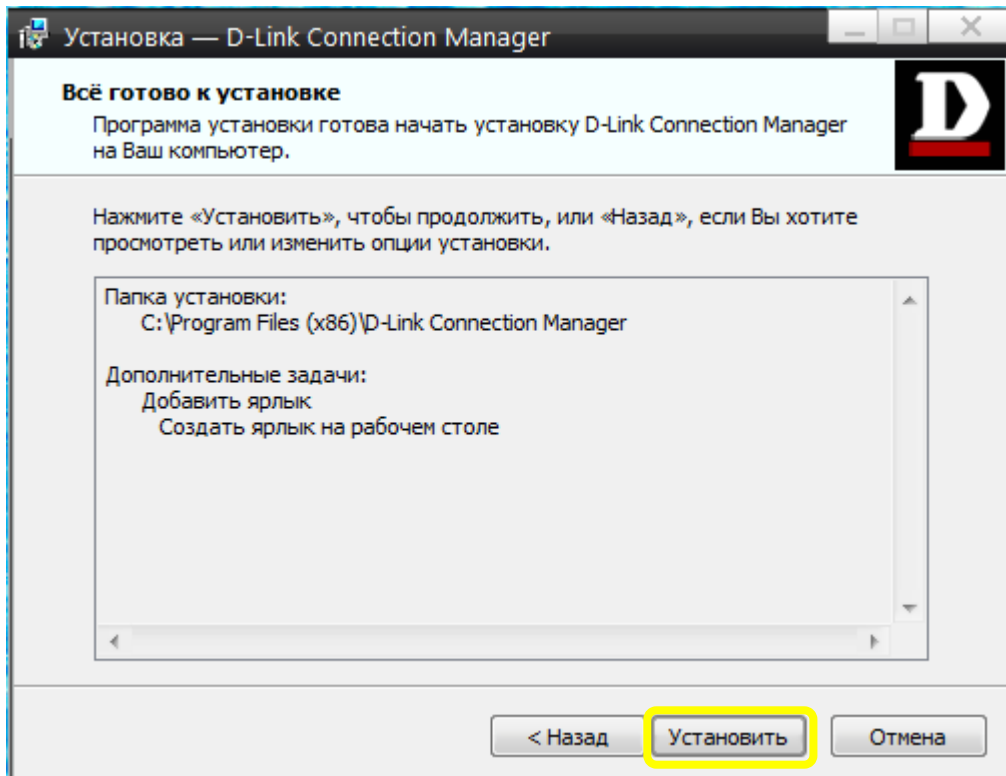 Установка — D-Link Connection Manager
Всё готово к установке
Программа установки готова начать установку D-Link Connection Manager
на Ваш компьютер.
D
Нажмите «Установить», чтобы продолжить, или «Назад», если Вы хотите
просмотреть или изменить опции установки.
Папка установки:
C:\Program Files (x86)\D-Link Connection Manager
Дополнительные задачи:
Добавить ярлык
Создать ярлык на рабочем столе
< Назад Установить Отмена